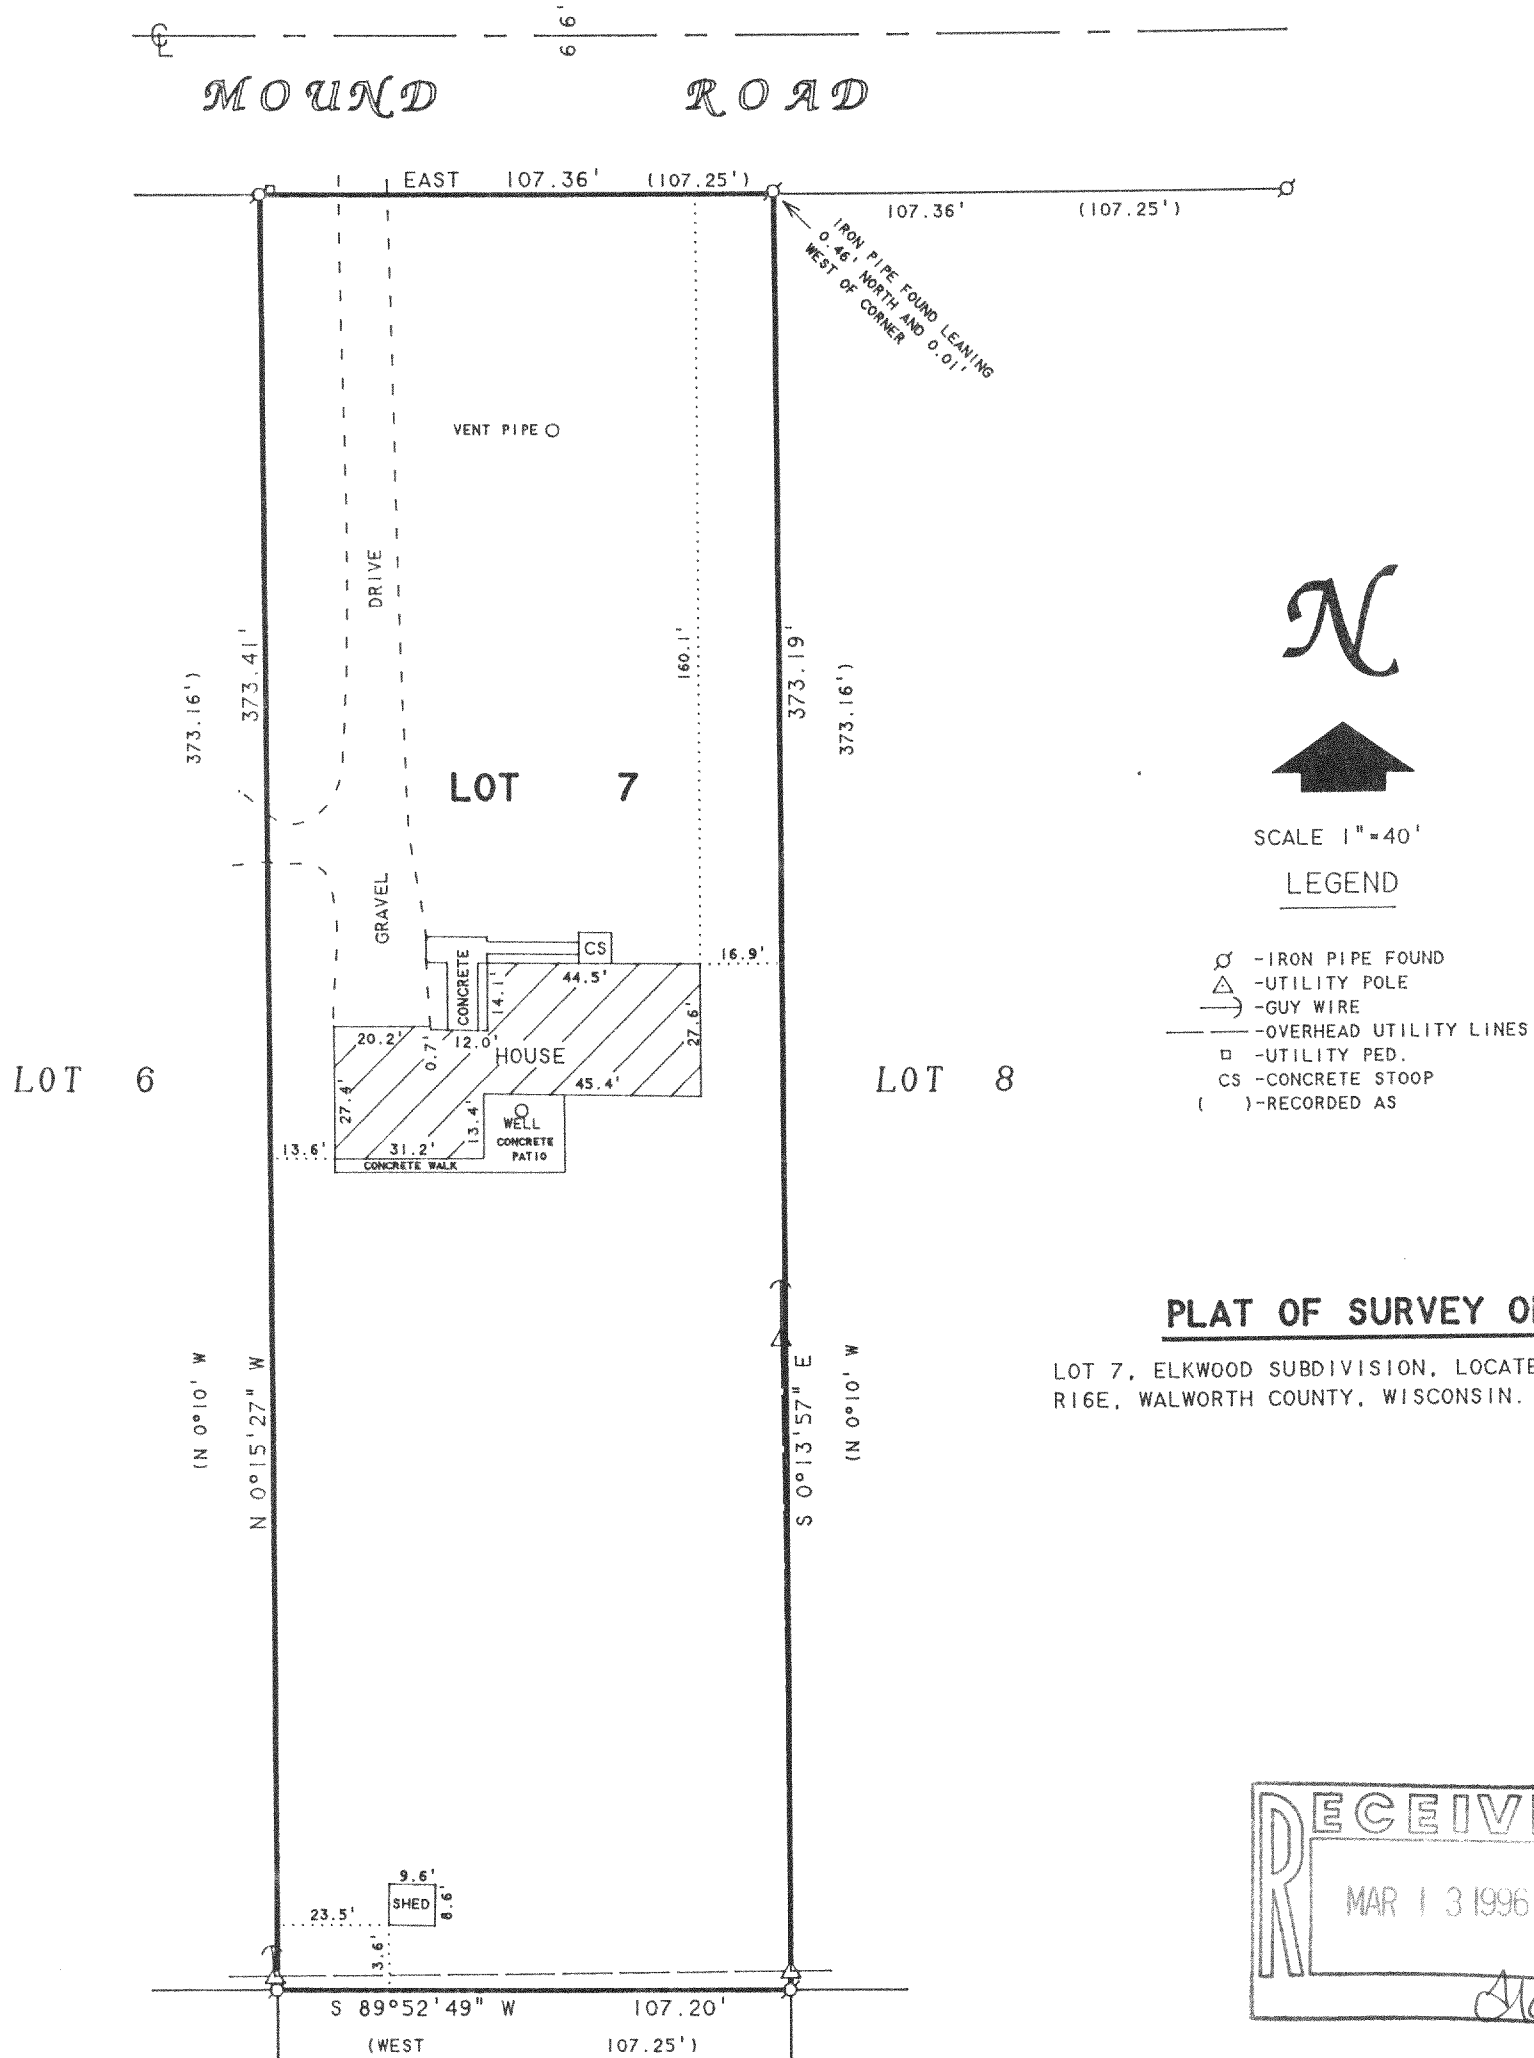 ℄
66'
MOUND ROAD
EAST 107.36' (107.25')
107.36' (107.25')
IRON PIPE FOUND LEANING
0.46' NORTH AND 0.01'
WEST OF CORNER
VENT PIPE
DRIVE
160.1'
373.41'
373.16')
373.19'
373.16')
N
LOT 7
SCALE 1"=40'
LEGEND
-IRON PIPE FOUND
-UTILITY POLE
-GUY WIRE
-OVERHEAD UTILITY LINES
-UTILITY PED.
CS -CONCRETE STOOP
( )-RECORDED AS
GRAVEL
CS
16.9'
CONCRETE
14.1'
44.5'
27.6'
20.2'
0.7'
12.0'
HOUSE
LOT 6
LOT 8
45.4'
27.4'
13.4'
WELL
CONCRETE
PATIO
13.6'
31.2'
CONCRETE WALK
PLAT OF SURVEY O
LOT 7, ELKWOOD SUBDIVISION, LOCATE
R16E, WALWORTH COUNTY, WISCONSIN.
(N 0°10' W
N 0°15'27" W
S 0°13'57" E
(N 0°10' W
RECEIV
MAR 13 1996
9.6'
SHED
8.6'
23.5'
3.6'
S 89°52'49" W 107.20'
(WEST 107.25')